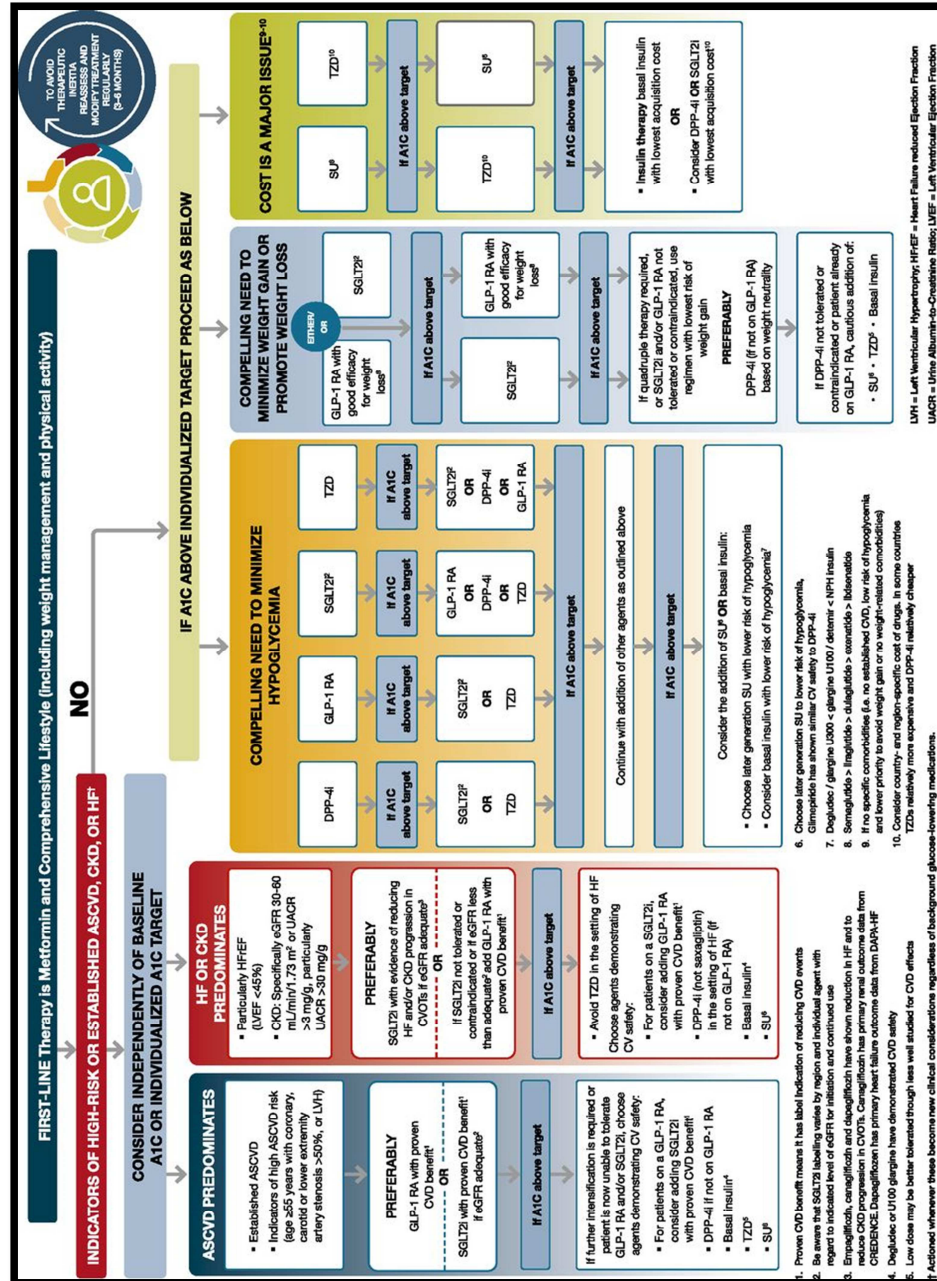 FIRST-LINE Therapy is Metformin and Comprehensive Lifestyle (including weight management and physical activity)
TO AVOID
THERAPEUTIC
INERTIA
REASSESS AND
MODIFY TREATMENT
REGULARLY
(3–6 MONTHS)
INDICATORS OF HIGH-RISK OR ESTABLISHED ASCVD, CKD, OR HF†
NO
CONSIDER INDEPENDENTLY OF BASELINE
A1C OR INDIVIDUALIZED A1C TARGET
IF A1C ABOVE INDIVIDUALIZED TARGET PROCEED AS BELOW
ASCVD PREDOMINATES
▪ Established ASCVD
▪ Indicators of high ASCVD risk
(age ≥55 years with coronary,
carotid or lower extremity
artery stenosis >50%, or LVH)
PREFERABLY
GLP-1 RA with proven
CVD benefit¹
OR
SGLT2i with proven CVD benefit¹
if eGFR adequate²
If A1C above target
If further intensification is required or
patient is now unable to tolerate
GLP-1 RA and/or SGLT2i, choose
agents demonstrating CV safety:
▪ For patients on a GLP-1 RA,
consider adding SGLT2i
with proven CVD benefit¹
▪ DPP-4i if not on GLP-1 RA
▪ Basal insulin⁴
▪ TZD⁵
▪ SU⁶
HF OR CKD
PREDOMINATES
▪ Particularly HFrEF
(LVEF <45%)
▪ CKD: Specifically eGFR 30-60
mL/min/1.73 m² or UACR
>3 mg/g, particularly
UACR >30 mg/g
PREFERABLY
SGLT2i with evidence of reducing
HF and/or CKD progression in
CVOTs if eGFR adequate³
OR
If SGLT2i not tolerated or
contraindicated or if eGFR less
than adequate² add GLP-1 RA with
proven CVD benefit¹
If A1C above target
▪ Avoid TZD in the setting of HF
Choose agents demonstrating
CV safety:
▪ For patients on a SGLT2i,
consider adding GLP-1 RA
with proven CVD benefit¹
▪ DPP-4i (not saxagliptin)
in the setting of HF (if
not on GLP-1 RA)
▪ Basal insulin⁴
▪ SU⁶
COMPELLING NEED TO MINIMIZE
HYPOGLYCEMIA
DPP-4i
GLP-1 RA
SGLT2i²
TZD
If A1C
above target
If A1C
above target
If A1C
above target
If A1C
above target
SGLT2i²
OR
TZD
SGLT2i²
OR
TZD
GLP-1 RA
OR
DPP-4i
OR
TZD
SGLT2i²
OR
DPP-4i
OR
GLP-1 RA
If A1C above target
Continue with addition of other agents as outlined above
If A1C above target
Consider the addition of SU⁶ OR basal insulin:
▪ Choose later generation SU with lower risk of hypoglycemia
▪ Consider basal insulin with lower risk of hypoglycemia⁷
COMPELLING NEED TO
MINIMIZE WEIGHT GAIN OR
PROMOTE WEIGHT LOSS
EITHER/
OR
GLP-1 RA with
good efficacy
for weight
loss⁸
SGLT2i²
If A1C above target
SGLT2i²
GLP-1 RA with
good efficacy
for weight
loss⁸
If A1C above target
If quadruple therapy required,
or SGLT2i and/or GLP-1 RA not
tolerated or contraindicated, use
regimen with lowest risk of
weight gain
PREFERABLY
DPP-4i (if not on GLP-1 RA)
based on weight neutrality
If DPP-4i not tolerated or
contraindicated or patient already
on GLP-1 RA, cautious addition of:
• SU⁶ • TZD⁵ • Basal insulin
COST IS A MAJOR ISSUE⁹⁻¹⁰
SU⁶
TZD¹⁰
If A1C above target
TZD¹⁰
SU⁶
If A1C above target
▪ Insulin therapy basal insulin
with lowest acquisition cost
OR
▪ Consider DPP-4i OR SGLT2i
with lowest acquisition cost¹⁰
1. Proven CVD benefit means it has label indication of reducing CVD events
2. Be aware that SGLT2i labelling varies by region and individual agent with
regard to indicated level of eGFR for initiation and continued use
3. Empagliflozin, canagliflozin and dapagliflozin have shown reduction in HF and to
reduce CKD progression in CVOTs. Canagliflozin has primary renal outcome data from
CREDENCE. Dapagliflozin has primary heart failure outcome data from DAPA-HF
4. Degludec or U100 glargine have demonstrated CVD safety
5. Low dose may be better tolerated though less well studied for CVD effects
6. Choose later generation SU to lower risk of hypoglycemia,
Glimepiride has shown similar CV safety to DPP-4i
7. Degludec / glargine U300 < glargine U100 / detemir < NPH insulin
8. Semaglutide > liraglutide > dulaglutide > exenatide > lixisenatide
9. If no specific comorbidities (i.e. no established CVD, low risk of hypoglycemia
and lower priority to avoid weight gain or no weight-related comorbidities)
10. Consider country- and region-specific cost of drugs. In some countries
TZDs relatively more expensive and DPP-4i relatively cheaper
Actioned whenever these become new clinical considerations regardless of background glucose-lowering medications.
LVH = Left Ventricular Hypertrophy; HFrEF = Heart Failure reduced Ejection Fraction
UACR = Urine Albumin-to-Creatinine Ratio; LVEF = Left Ventricular Ejection Fraction